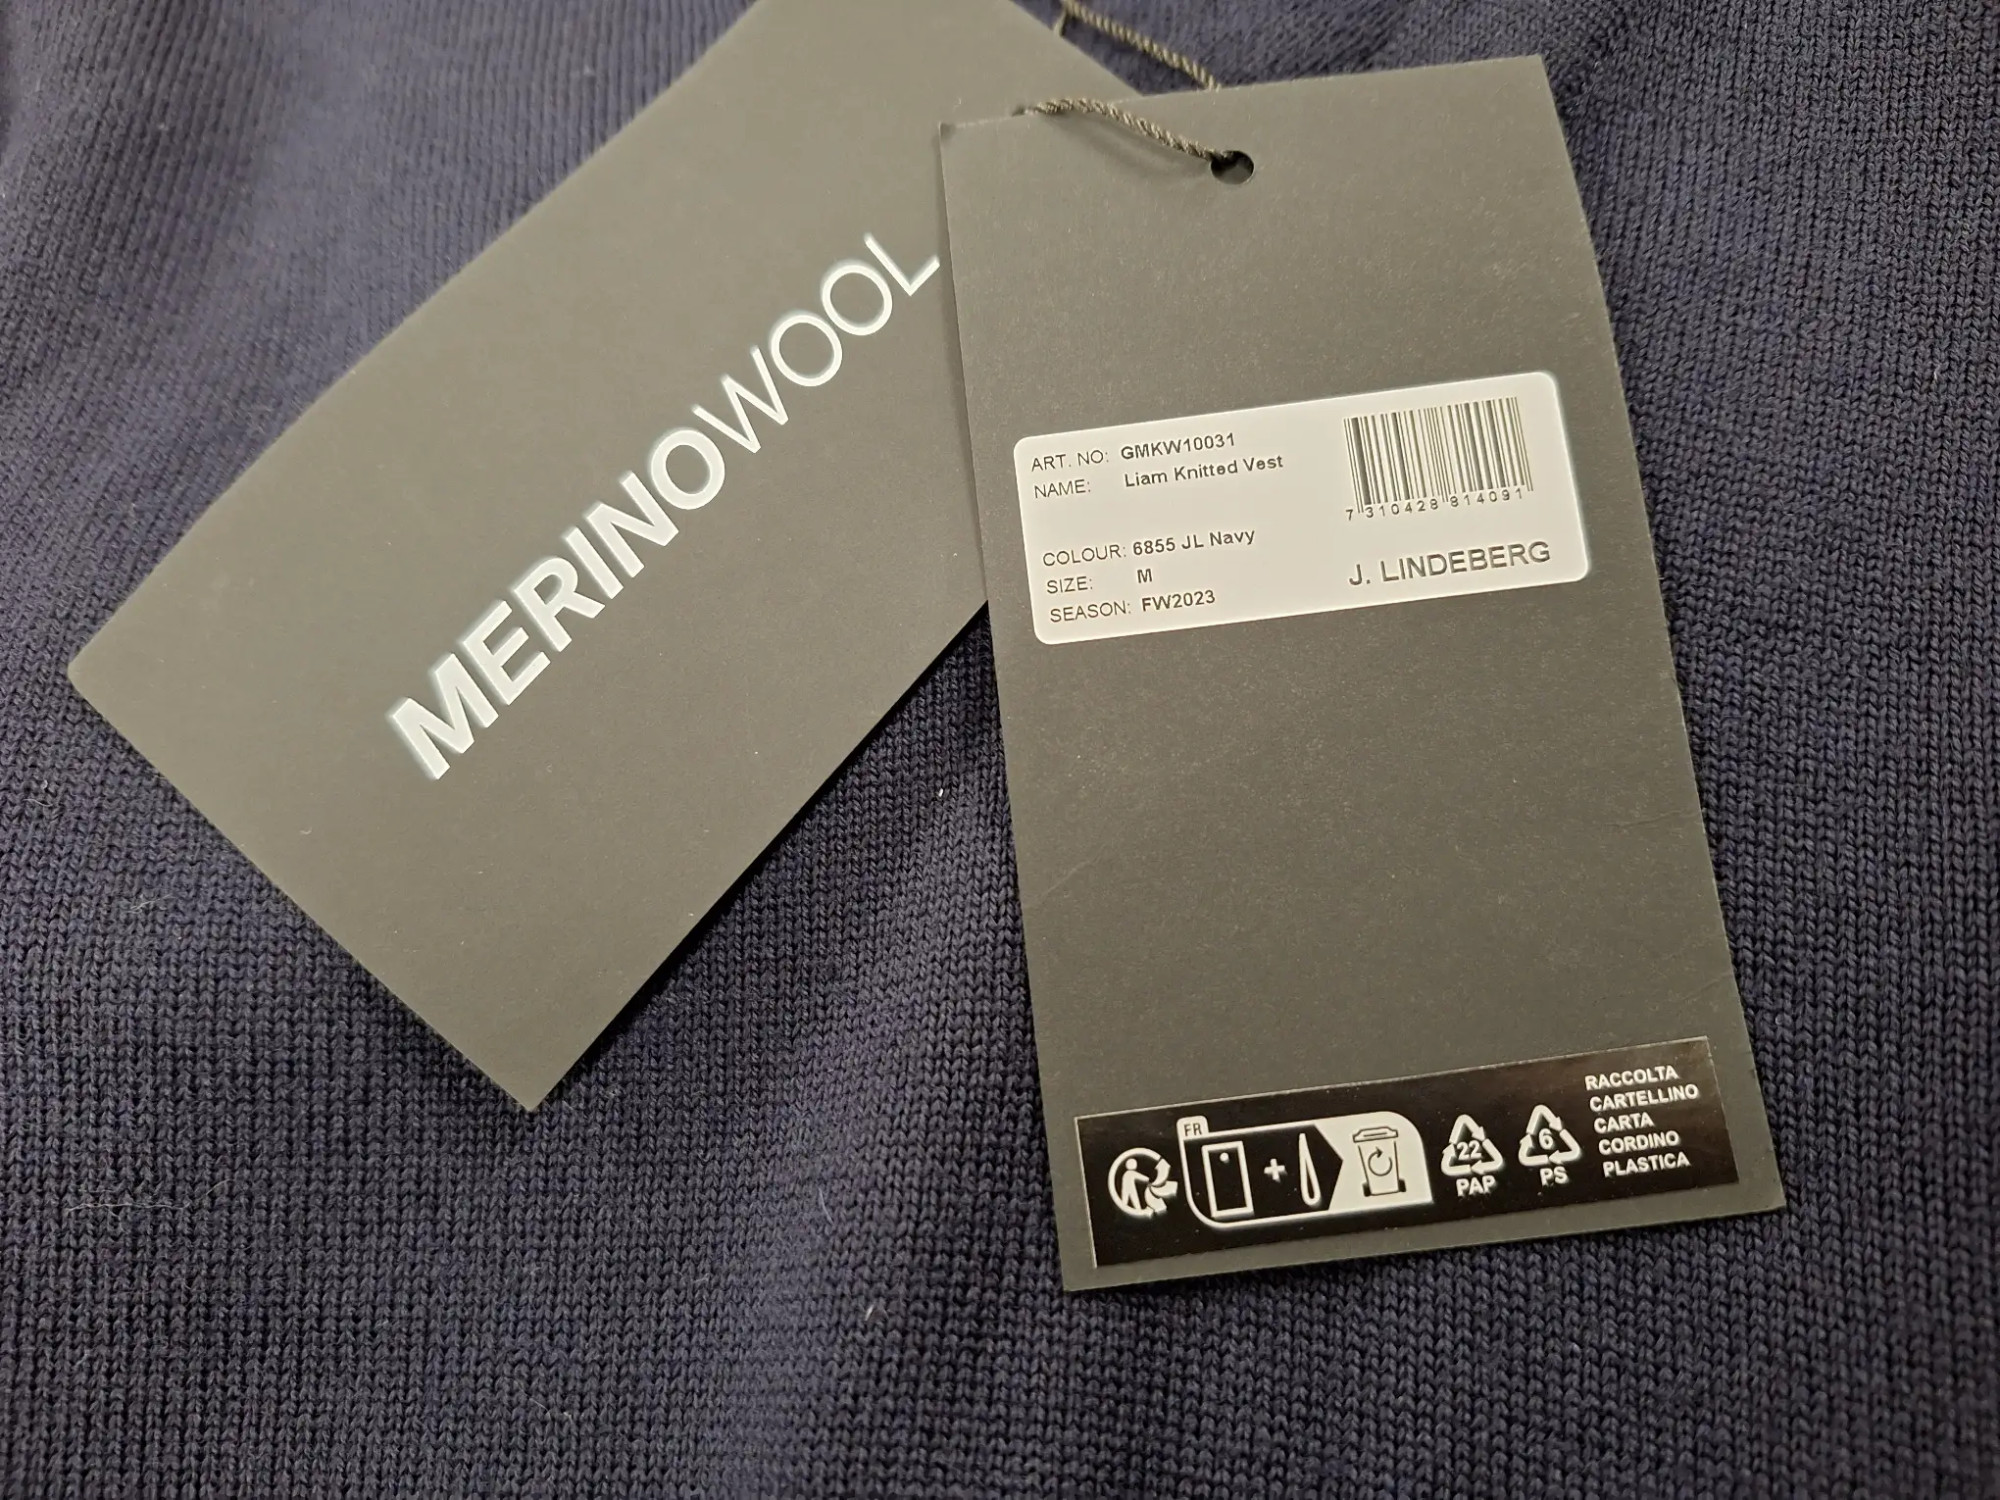 MERINOWOOL
ART. NO: GMKW10031
NAME: Liam Knitted Vest
COLOUR: 6855 JL Navy
SIZE: M
SEASON: FW2023
7 310428 814091
J. LINDEBERG
FR
22
PAP
6
PS
RACCOLTA
CARTELLINO
CARTA
CORDINO
PLASTICA